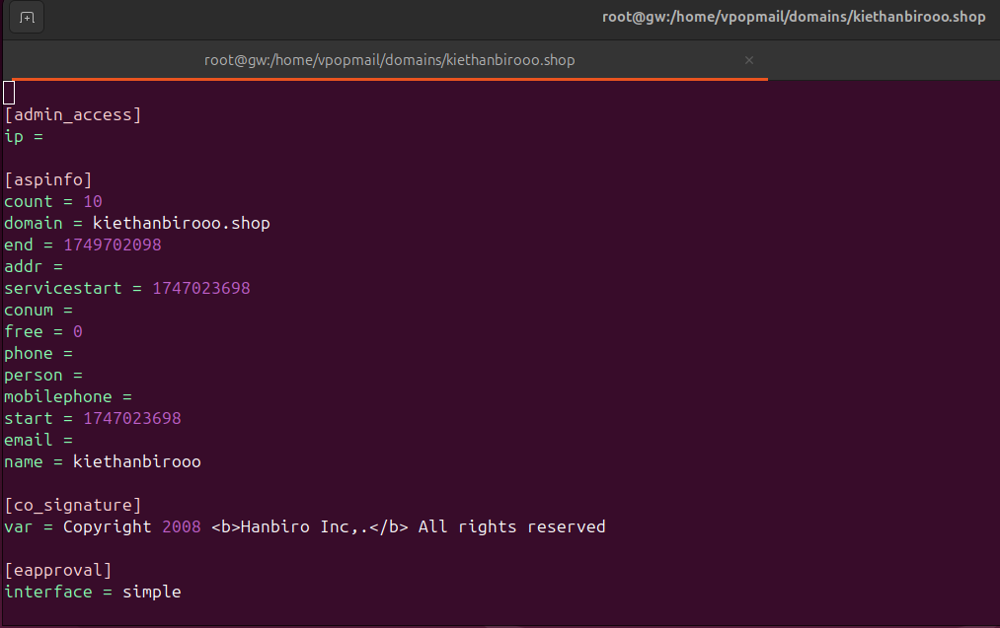 root@gw:/home/vpopmail/domains/kiethanbirooo.shop
root@gw:/home/vpopmail/domains/kiethanbirooo.shop
[admin_access]
ip =
[aspinfo]
count = 10
domain = kiethanbirooo.shop
end = 1749702098
addr =
servicestart = 1747023698
conum =
free = 0
phone =
person =
mobilephone =
start = 1747023698
email =
name = kiethanbirooo
[co_signature]
var = Copyright 2008 <b>Hanbiro Inc,.</b> All rights reserved
[eapproval]
interface = simple